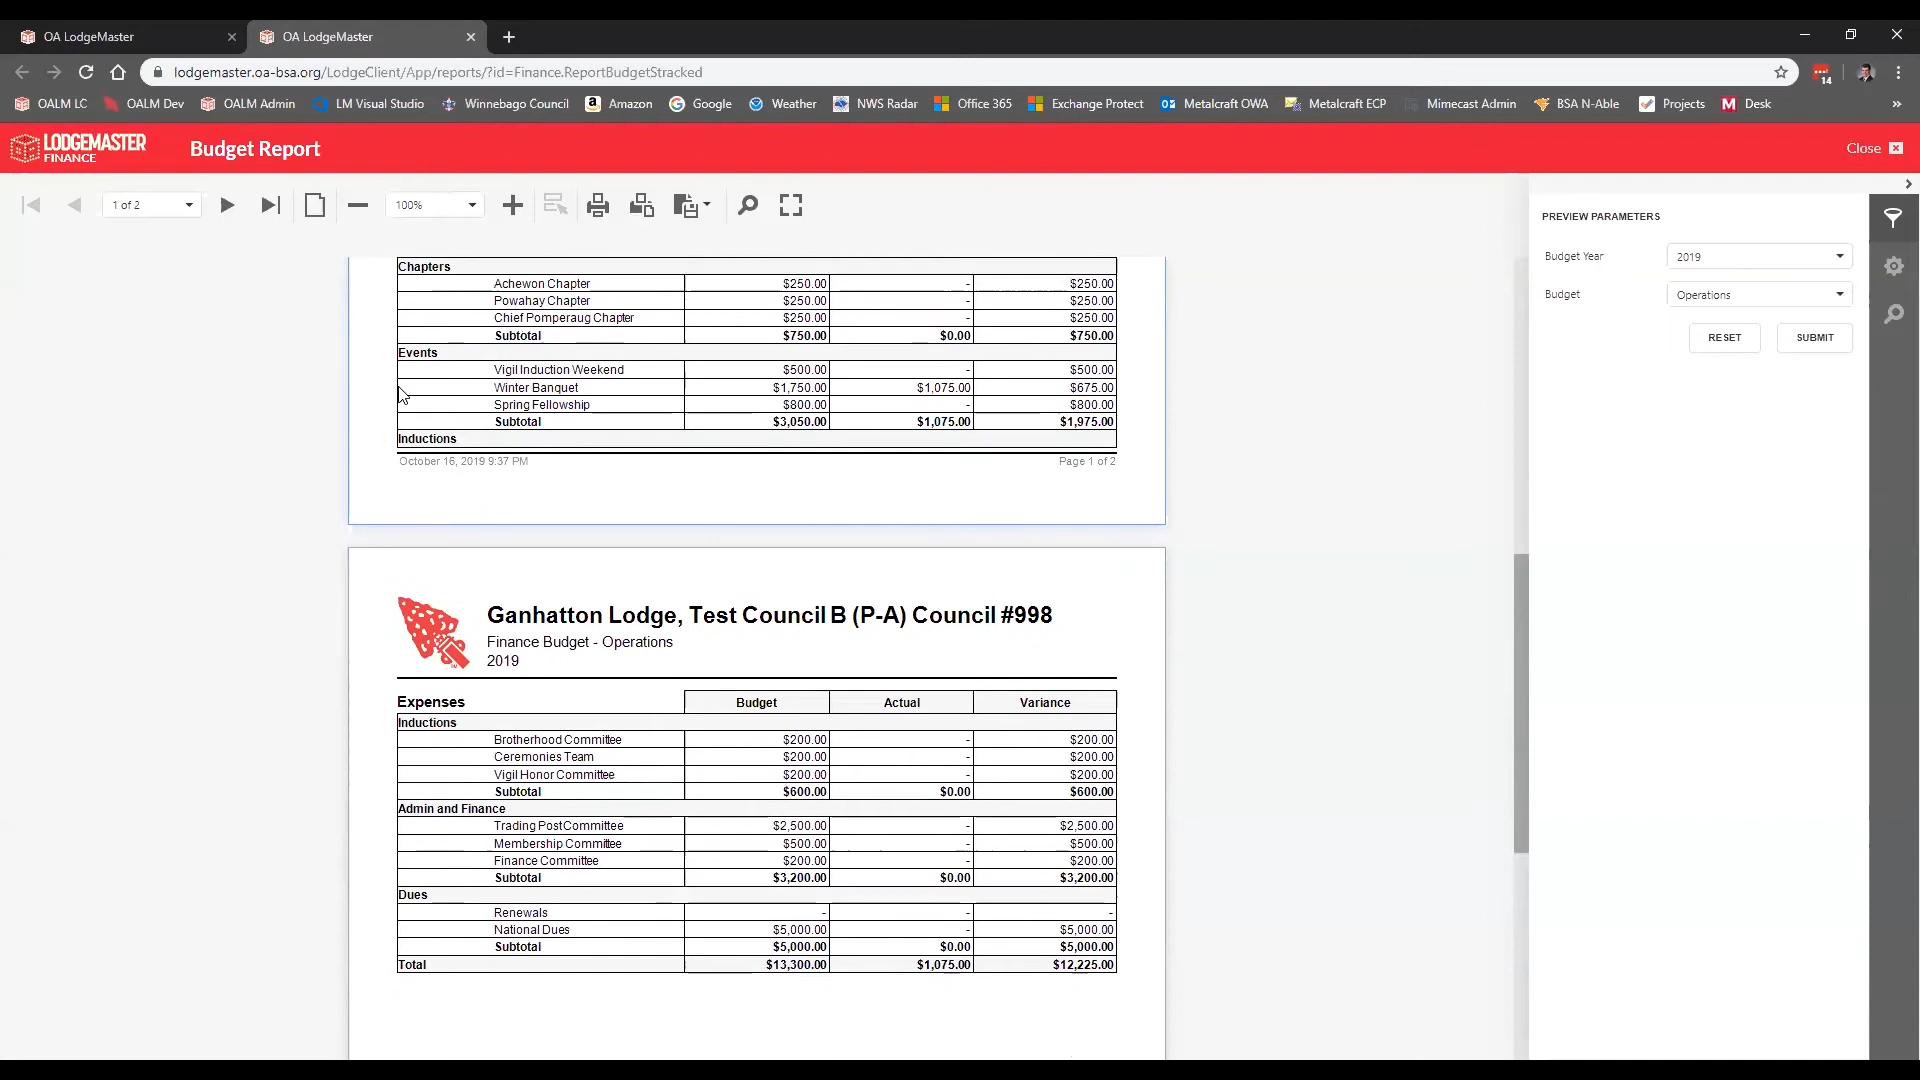 OA LodgeMaster
OA LodgeMaster
lodgemaster.oa-bsa.org/LodgeClient/App/reports/?id=Finance.ReportBudgetStracked
14
OALM LC OALM Dev OALM Admin LM Visual Studio Winnebago Council Amazon Google Weather NWS Radar Office 365 Exchange Protect Metalcraft OWA Metalcraft ECP Mimecast Admin BSA N-Able Projects Desk
LODGEMASTER
FINANCE
Budget Report
Close
1 of 2
100%
PREVIEW PARAMETERS
Budget Year 2019
Budget Operations
RESET SUBMIT
Chapters
Achewon Chapter $250.00 - $250.00
Powahay Chapter $250.00 - $250.00
Chief Pomperaug Chapter $250.00 - $250.00
Subtotal $750.00 $0.00 $750.00
Events
Vigil Induction Weekend $500.00 - $500.00
Winter Banquet $1,750.00 $1,075.00 $675.00
Spring Fellowship $800.00 - $800.00
Subtotal $3,050.00 $1,075.00 $1,975.00
Inductions
October 16, 2019 9:37 PM Page 1 of 2
Ganhatton Lodge, Test Council B (P-A) Council #998
Finance Budget - Operations
2019
Expenses Budget Actual Variance
Inductions
Brotherhood Committee $200.00 - $200.00
Ceremonies Team $200.00 - $200.00
Vigil Honor Committee $200.00 - $200.00
Subtotal $600.00 $0.00 $600.00
Admin and Finance
Trading Post Committee $2,500.00 - $2,500.00
Membership Committee $500.00 - $500.00
Finance Committee $200.00 - $200.00
Subtotal $3,200.00 $0.00 $3,200.00
Dues
Renewals - - -
National Dues $5,000.00 - $5,000.00
Subtotal $5,000.00 $0.00 $5,000.00
Total $13,300.00 $1,075.00 $12,225.00